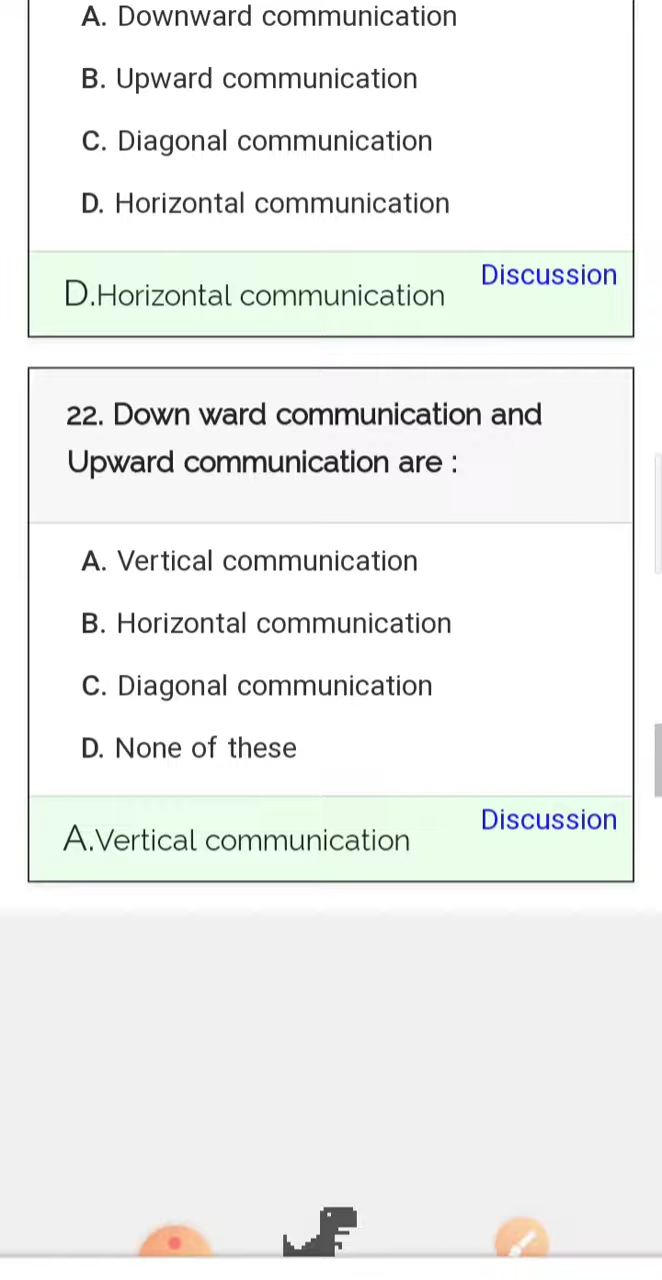 A. Downward communication
B. Upward communication
C. Diagonal communication
D. Horizontal communication
Discussion
D.Horizontal communication
22. Down ward communication and
Upward communication are :
A. Vertical communication
B. Horizontal communication
C. Diagonal communication
D. None of these
Discussion
A.Vertical communication